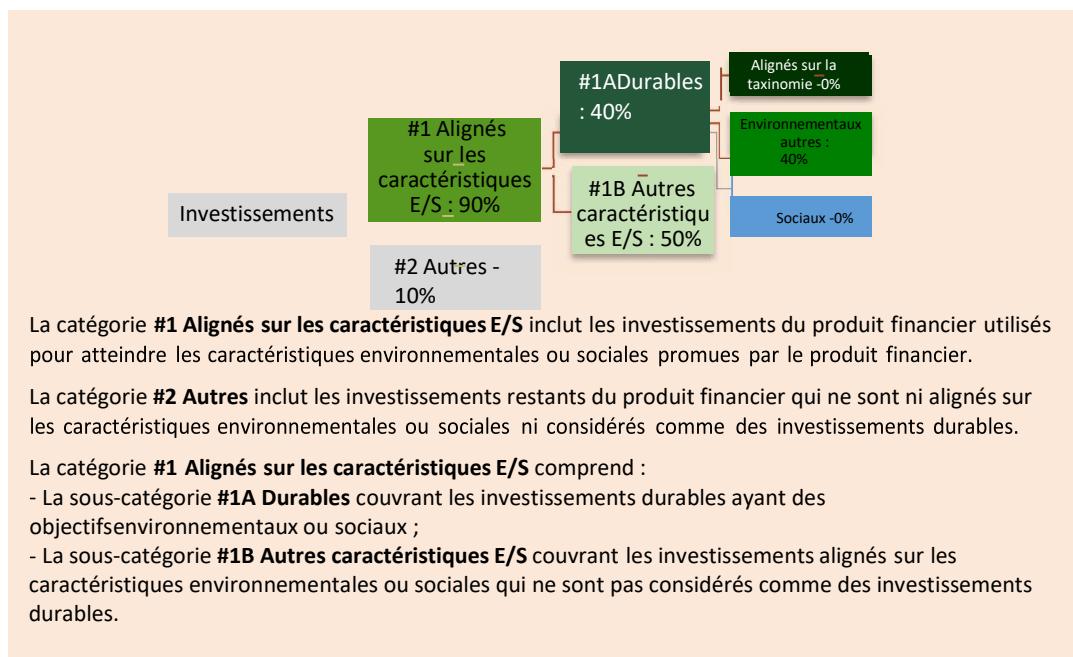 #1ADurables
: 40%
Alignés sur la
taxinomie -0%
Environnementaux
autres :
40%
#1 Alignés
sur les
caractéristiques
E/S : 90%
#1B Autres
caractéristiqu
es E/S : 50%
Investissements
Sociaux -0%
#2 Autres -
10%
La catégorie #1 Alignés sur les caractéristiques E/S inclut les investissements du produit financier utilisés
pour atteindre les caractéristiques environnementales ou sociales promues par le produit financier.
La catégorie #2 Autres inclut les investissements restants du produit financier qui ne sont ni alignés sur
les caractéristiques environnementales ou sociales ni considérés comme des investissements durables.
La catégorie #1 Alignés sur les caractéristiques E/S comprend :
- La sous-catégorie #1A Durables couvrant les investissements durables ayant des
objectifsenvironnementaux ou sociaux ;
- La sous-catégorie #1B Autres caractéristiques E/S couvrant les investissements alignés sur les
caractéristiques environnementales ou sociales qui ne sont pas considérés comme des investissements
durables.